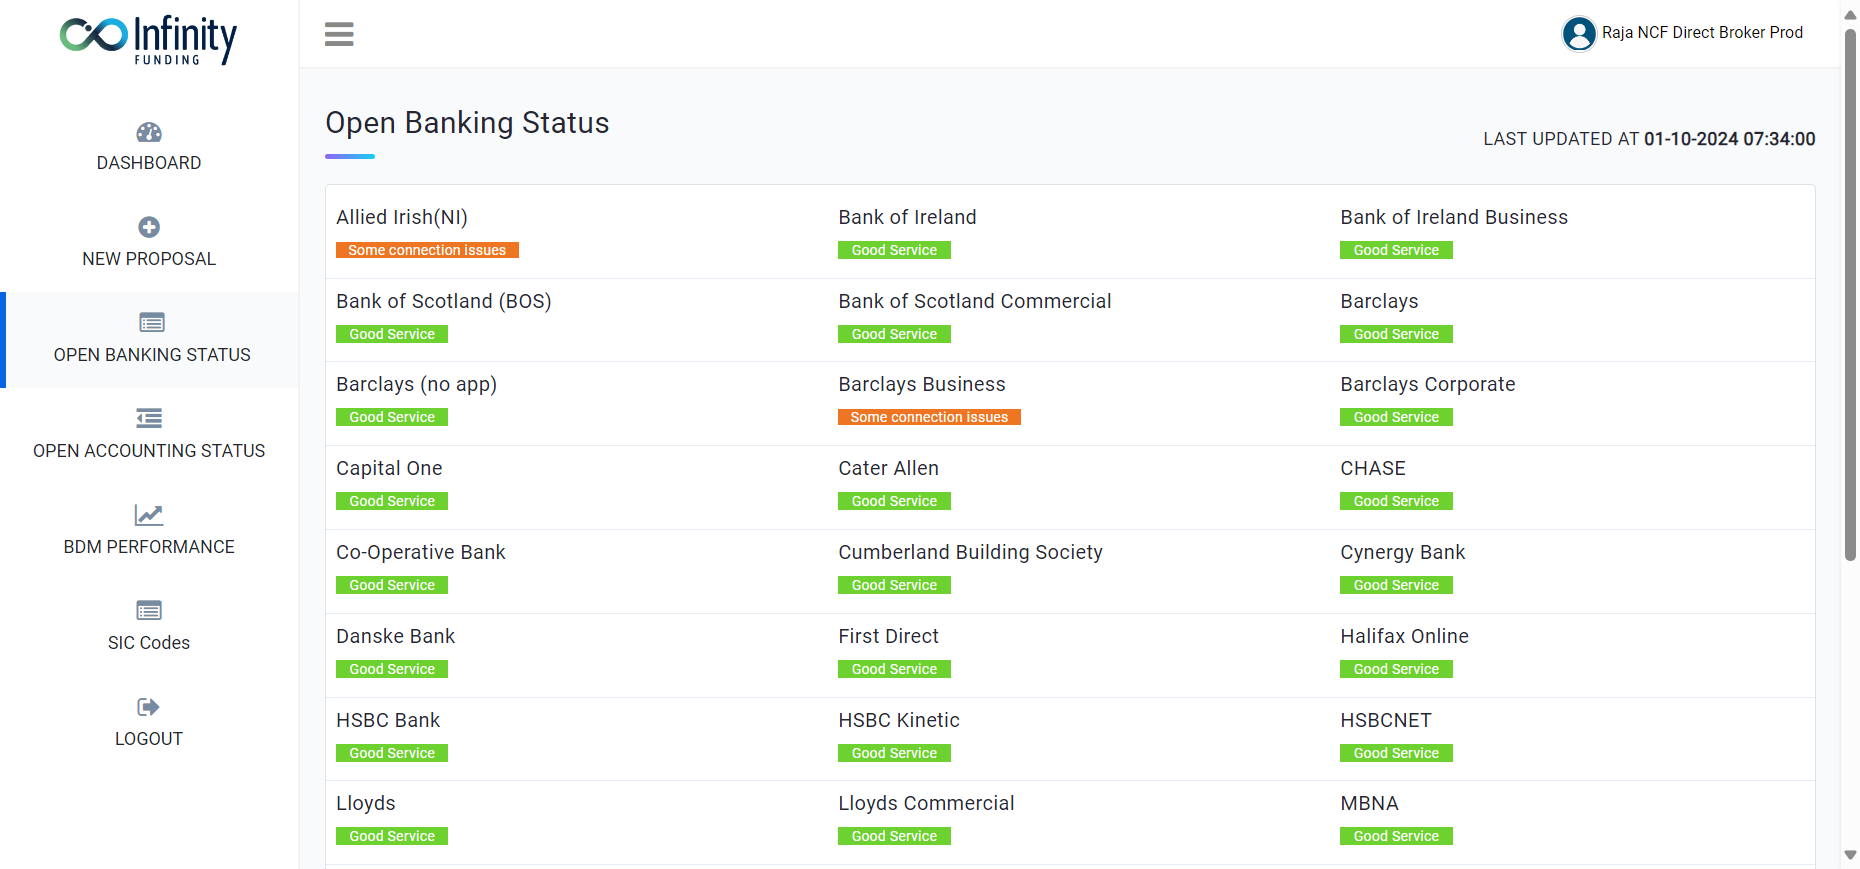 Infinity
FUNDING
DASHBOARD
NEW PROPOSAL
OPEN BANKING STATUS
OPEN ACCOUNTING STATUS
BDM PERFORMANCE
SIC Codes
LOGOUT
Raja NCF Direct Broker Prod
Open Banking Status
LAST UPDATED AT 01-10-2024 07:34:00
Allied Irish(NI)
Some connection issues
Bank of Ireland
Good Service
Bank of Ireland Business
Good Service
Bank of Scotland (BOS)
Good Service
Bank of Scotland Commercial
Good Service
Barclays
Good Service
Barclays (no app)
Good Service
Barclays Business
Some connection issues
Barclays Corporate
Good Service
Capital One
Good Service
Cater Allen
Good Service
CHASE
Good Service
Co-Operative Bank
Good Service
Cumberland Building Society
Good Service
Cynergy Bank
Good Service
Danske Bank
Good Service
First Direct
Good Service
Halifax Online
Good Service
HSBC Bank
Good Service
HSBC Kinetic
Good Service
HSBCNET
Good Service
Lloyds
Good Service
Lloyds Commercial
Good Service
MBNA
Good Service